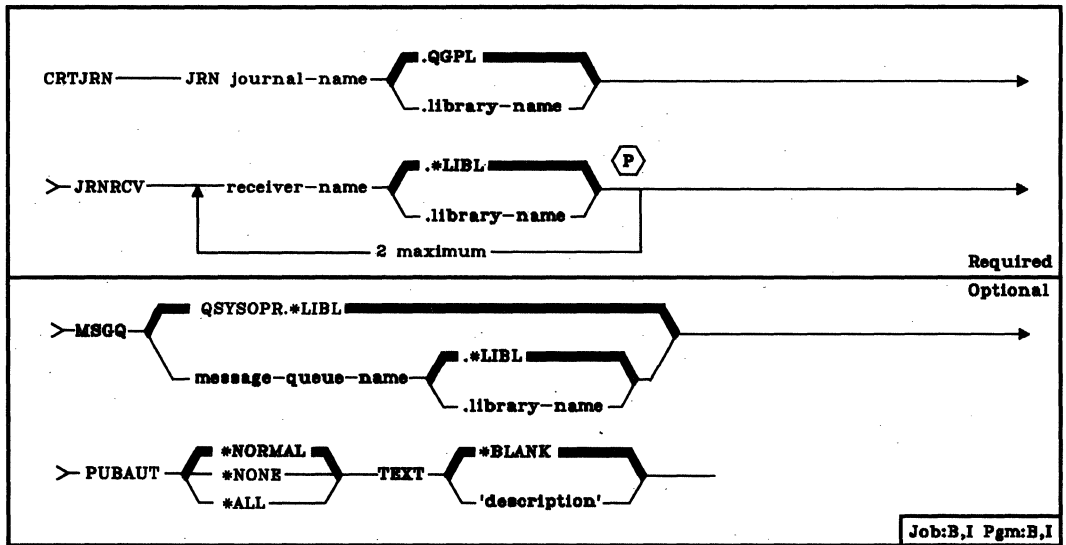 .QGPL
CRTJRN JRN journal-name
.library-name
P
.*LIBL
JRNRCV receiver-name
.library-name
2 maximum
Required
Optional
QSYSOPR.*LIBL
MSGQ
.*LIBL
message-queue-name
.library-name
*NORMAL *BLANK
PUBAUT *NONE TEXT
*ALL 'description'
Job:B,I Pgm:B,I